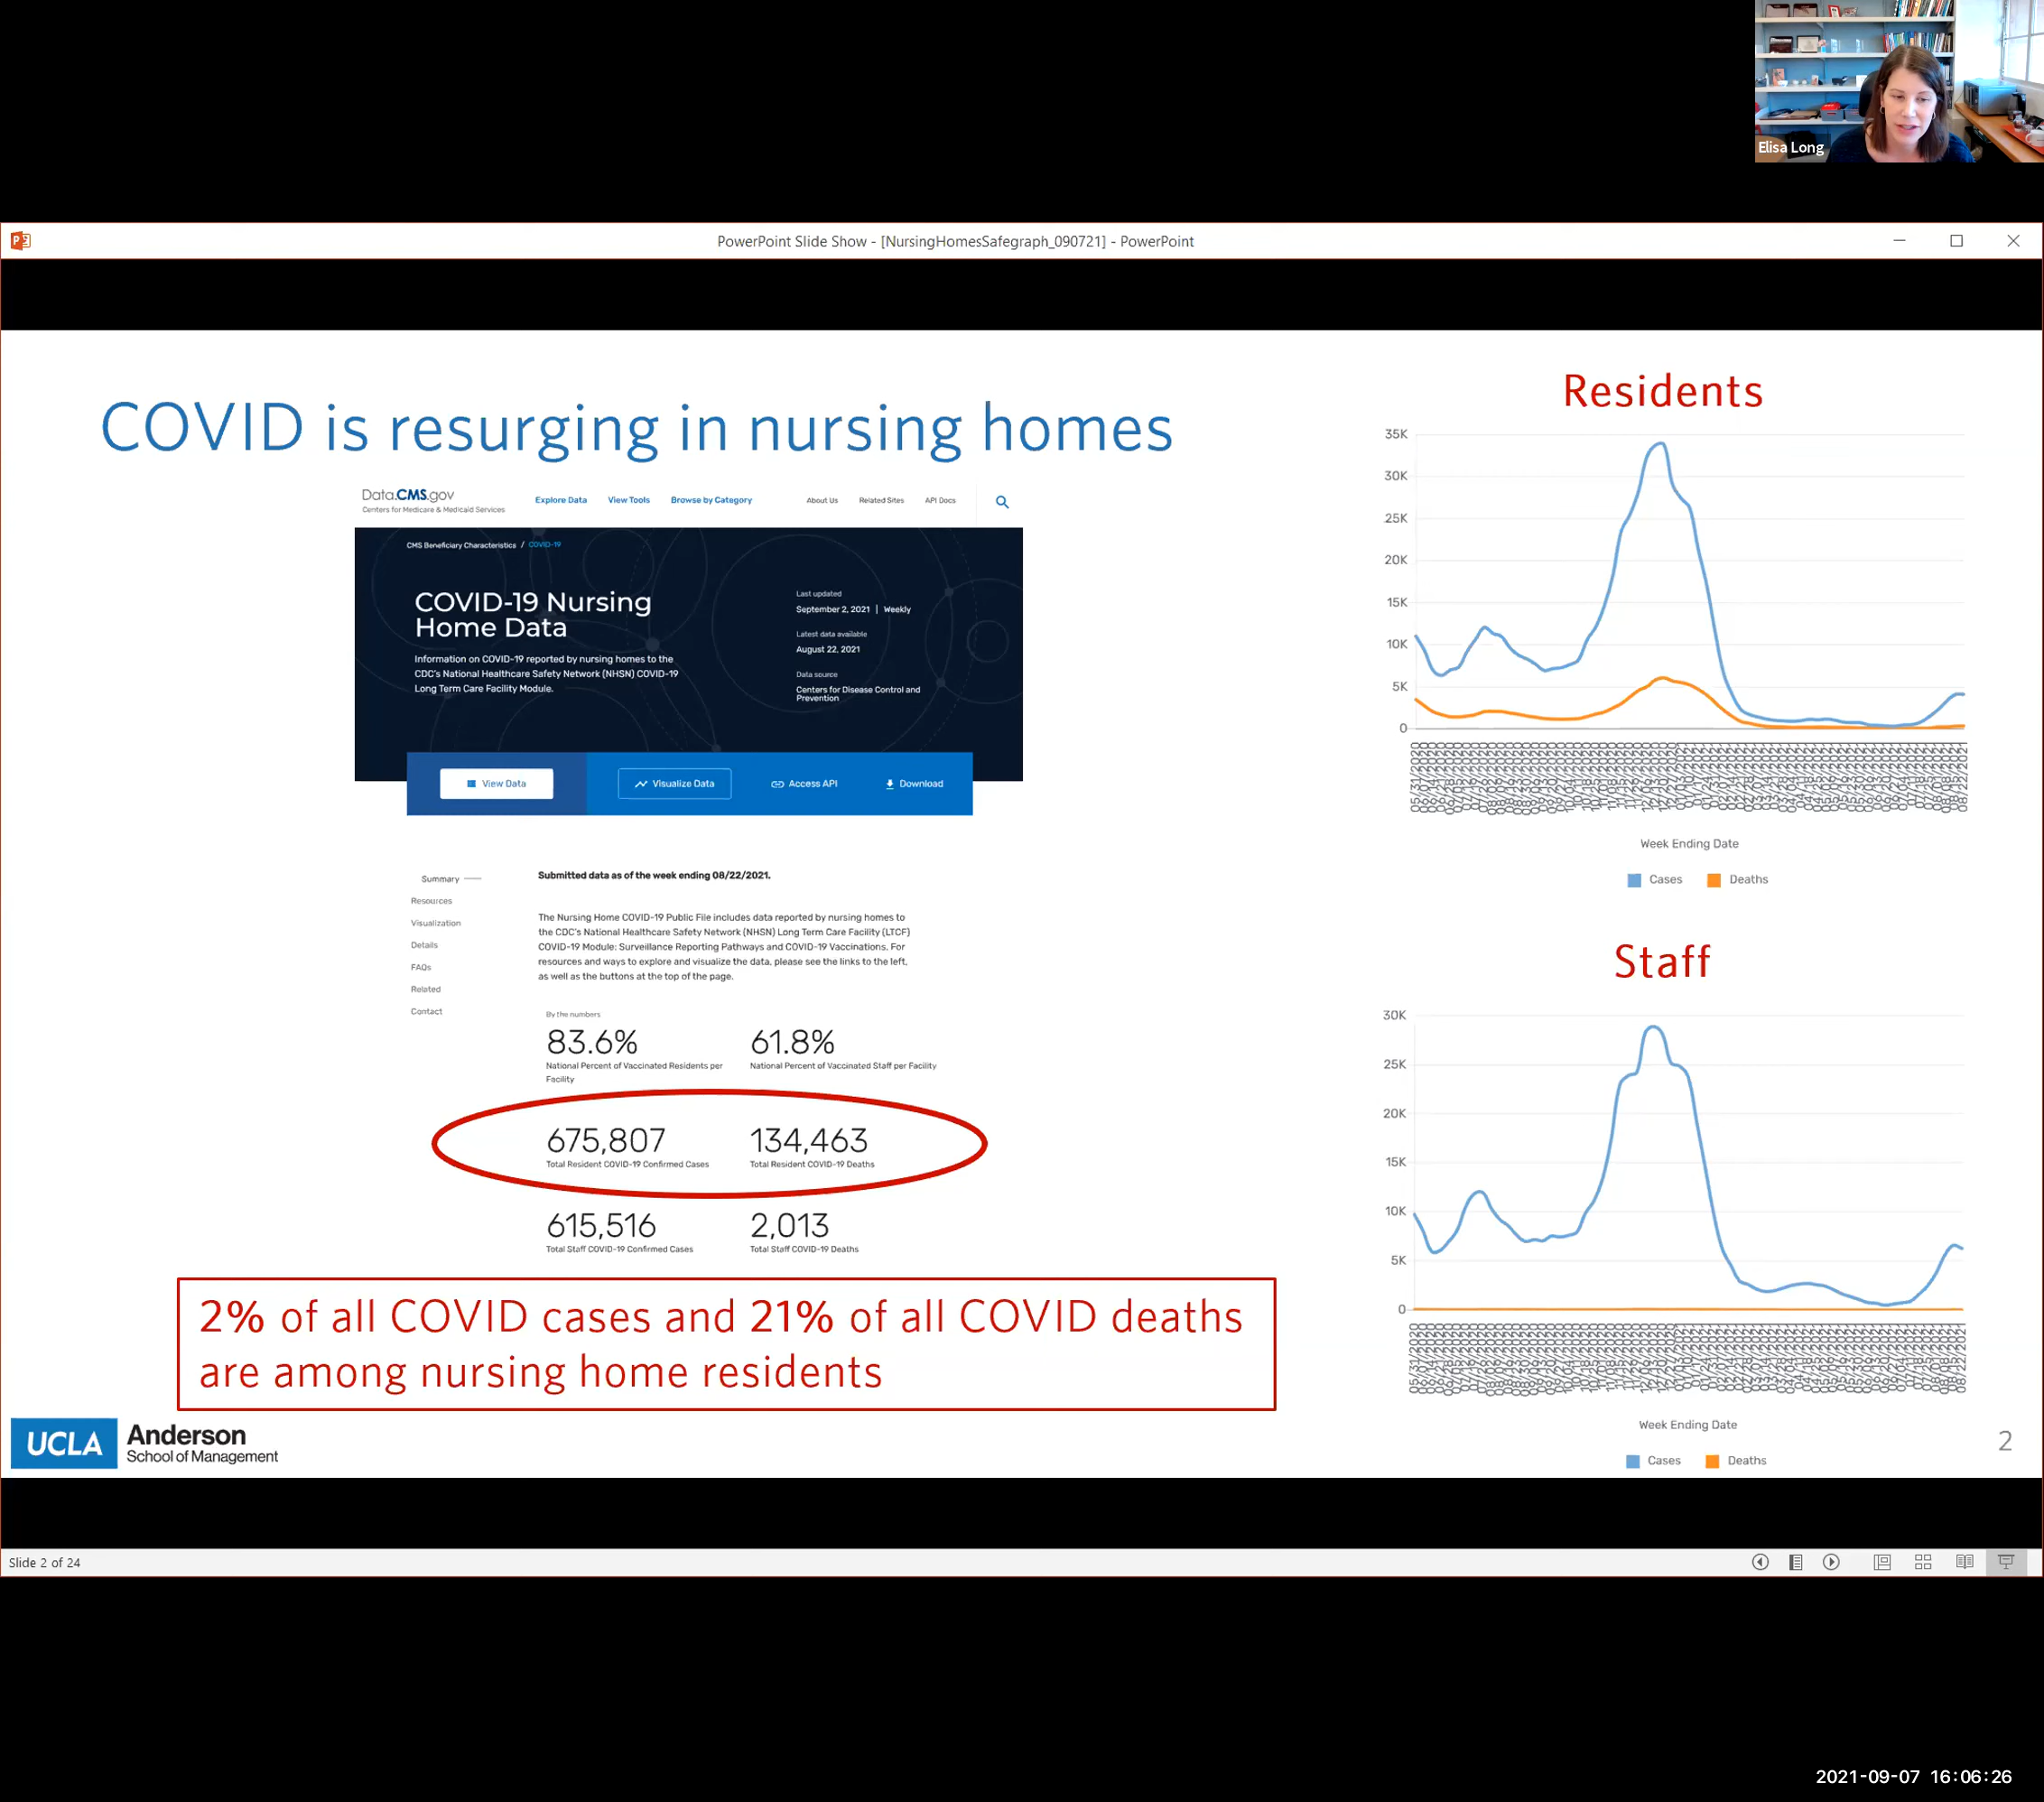 Elisa Long
PowerPoint Slide Show - [NursingHomesSafegraph_090721] - PowerPoint
COVID is resurging in nursing homes
Data.CMS.gov
Centers for Medicare & Medicaid Services
Explore Data View Tools Browse by Category About Us Related Sites API Docs
CMS Beneficiary Characteristics / COVID-19
COVID-19 Nursing
Home Data
Information on COVID-19 reported by nursing homes to the
CDC's National Healthcare Safety Network (NHSN) COVID-19
Long Term Care Facility Module.
Last updated
September 2, 2021 | Weekly
Latest data available
August 22, 2021
Data source
Centers for Disease Control and
Prevention
View Data Visualize Data Access API Download
Summary
Resources
Visualization
Details
FAQs
Related
Contact
Submitted data as of the week ending 08/22/2021.
The Nursing Home COVID-19 Public File includes data reported by nursing homes to
the CDC's National Healthcare Safety Network (NHSN) Long Term Care Facility (LTCF)
COVID-19 Module: Surveillance Reporting Pathways and COVID-19 Vaccinations. For
resources and ways to explore and visualize the data, please see the links to the left,
as well as the buttons at the top of the page.
By the numbers
83.6% 61.8%
National Percent of Vaccinated Residents per
Facility
National Percent of Vaccinated Staff per Facility
675,807 134,463
Total Resident COVID-19 Confirmed Cases Total Resident COVID-19 Deaths
615,516 2,013
Total Staff COVID-19 Confirmed Cases Total Staff COVID-19 Deaths
2% of all COVID cases and 21% of all COVID deaths
are among nursing home residents
UCLA Anderson
School of Management
Residents
35K
30K
25K
20K
15K
10K
5K
0
05/31/2020
08/22/2021
Week Ending Date
Cases Deaths
Staff
30K
25K
20K
15K
10K
5K
0
05/31/2020
08/22/2021
Week Ending Date
Cases Deaths
2
Slide 2 of 24
2021-09-07 16:06:26